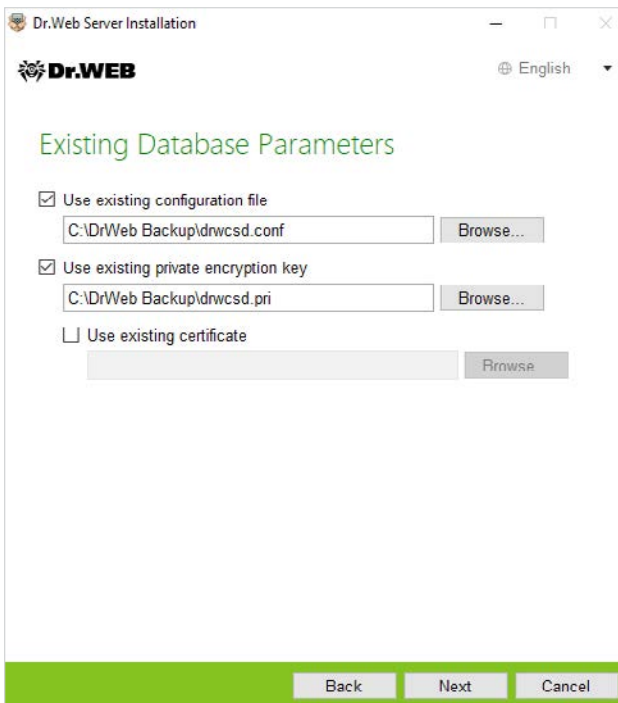 Dr.Web Server Installation
Dr.WEB
English
Existing Database Parameters
Use existing configuration file
C:\DrWeb Backup\drwcsd.conf
Browse...
Use existing private encryption key
C:\DrWeb Backup\drwcsd.pri
Browse...
Use existing certificate
Browse
Back
Next
Cancel